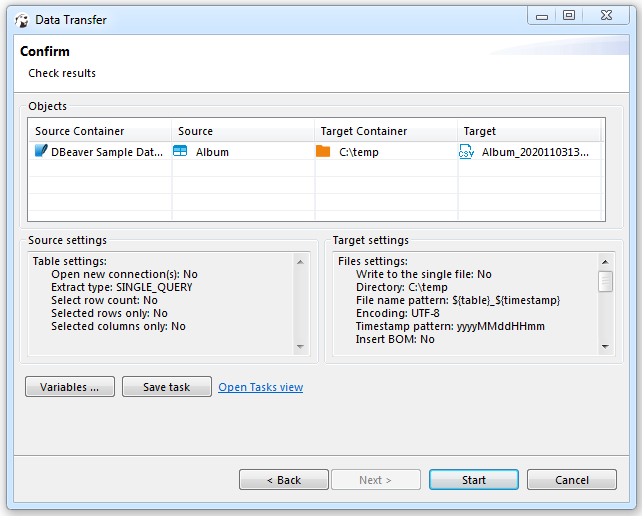 Data Transfer
Confirm
Check results
Objects
Source Container Source Target Container Target
DBeaver Sample Dat... Album C:\temp CSV Album_2020110313...
Source settings
Table settings:
Open new connection(s): No
Extract type: SINGLE_QUERY
Select row count: No
Selected rows only: No
Selected columns only: No
Target settings
Files settings:
Write to the single file: No
Directory: C:\temp
File name pattern: ${table}_${timestamp}
Encoding: UTF-8
Timestamp pattern: yyyyMMddHHmm
Insert BOM: No
Variables ... Save task Open Tasks view
< Back Next > Start Cancel